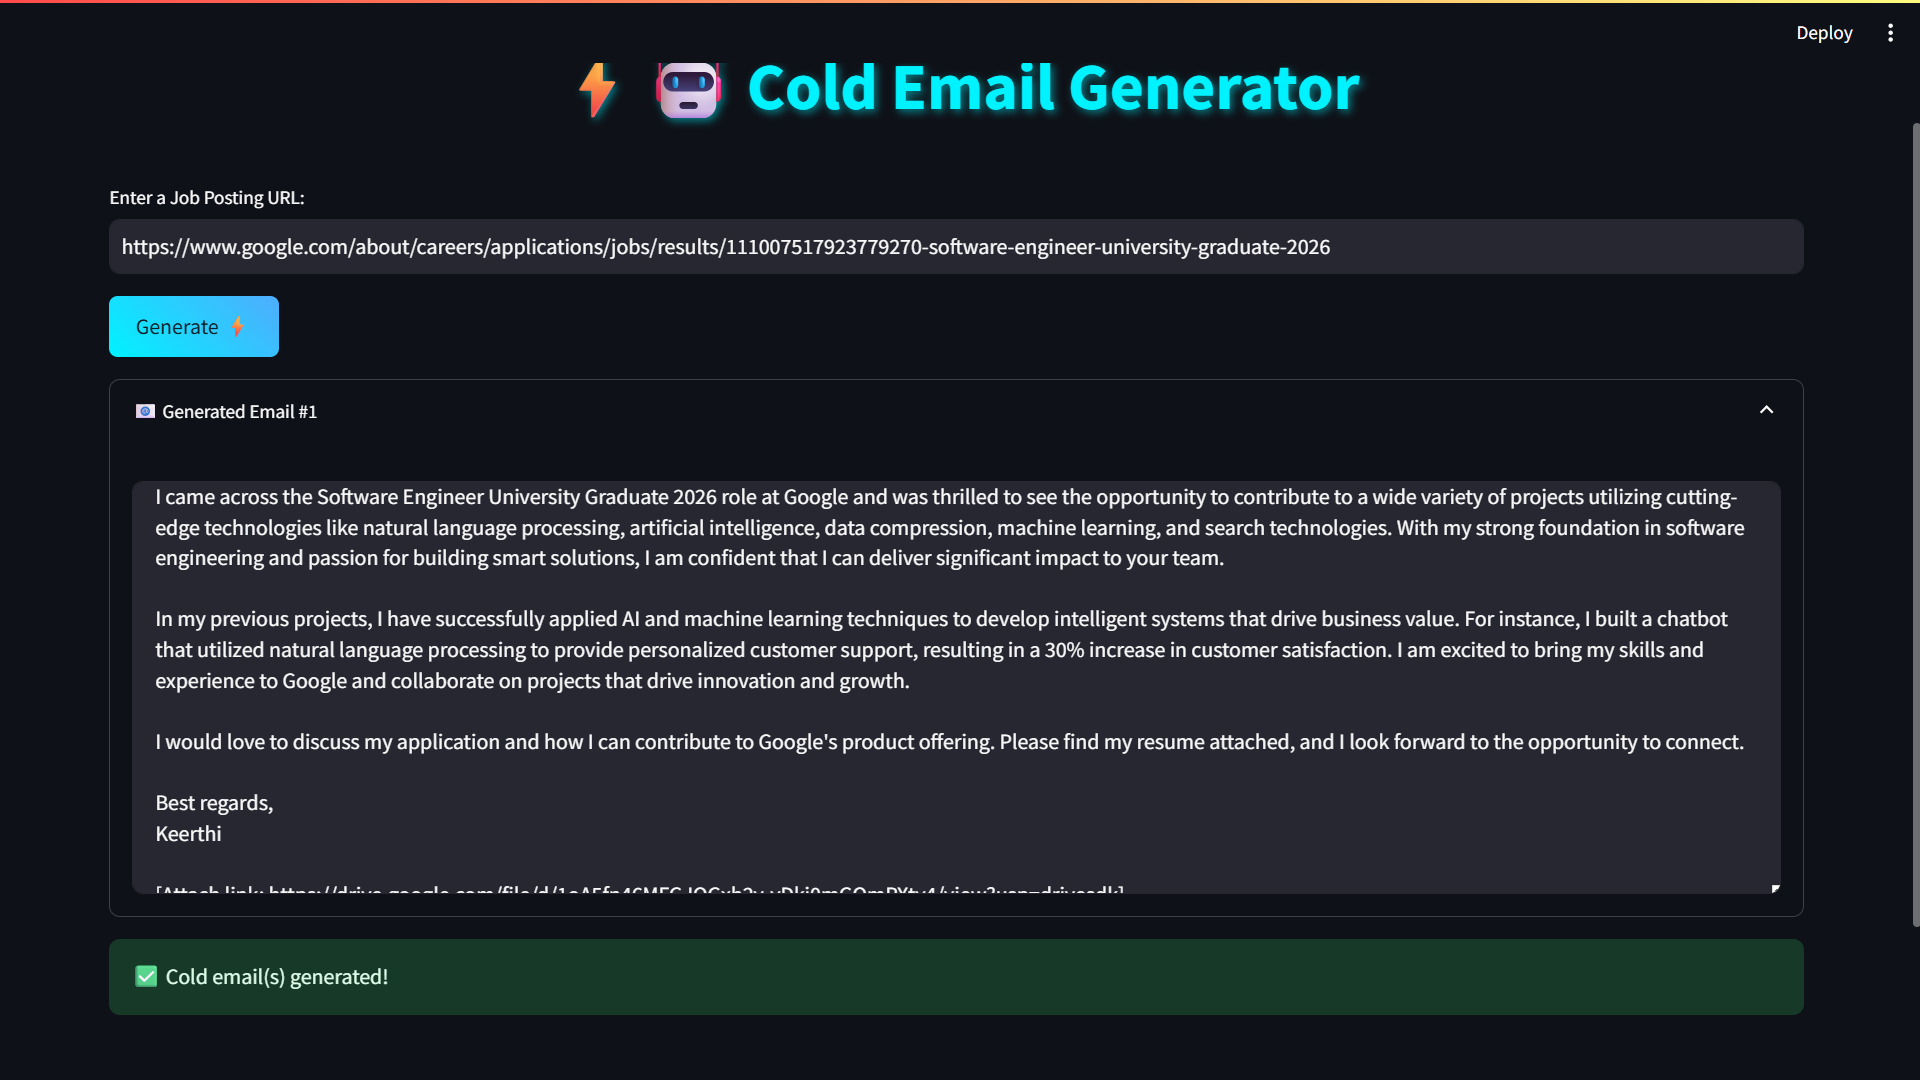 Deploy
Cold Email Generator
Enter a Job Posting URL:
https://www.google.com/about/careers/applications/jobs/results/111007517923779270-software-engineer-university-graduate-2026
Generate
Generated Email #1
I came across the Software Engineer University Graduate 2026 role at Google and was thrilled to see the opportunity to contribute to a wide variety of projects utilizing cutting-
edge technologies like natural language processing, artificial intelligence, data compression, machine learning, and search technologies. With my strong foundation in software
engineering and passion for building smart solutions, I am confident that I can deliver significant impact to your team.
In my previous projects, I have successfully applied AI and machine learning techniques to develop intelligent systems that drive business value. For instance, I built a chatbot
that utilized natural language processing to provide personalized customer support, resulting in a 30% increase in customer satisfaction. I am excited to bring my skills and
experience to Google and collaborate on projects that drive innovation and growth.
I would love to discuss my application and how I can contribute to Google's product offering. Please find my resume attached, and I look forward to the opportunity to connect.
Best regards,
Keerthi
[Attach link:
Cold email(s) generated!